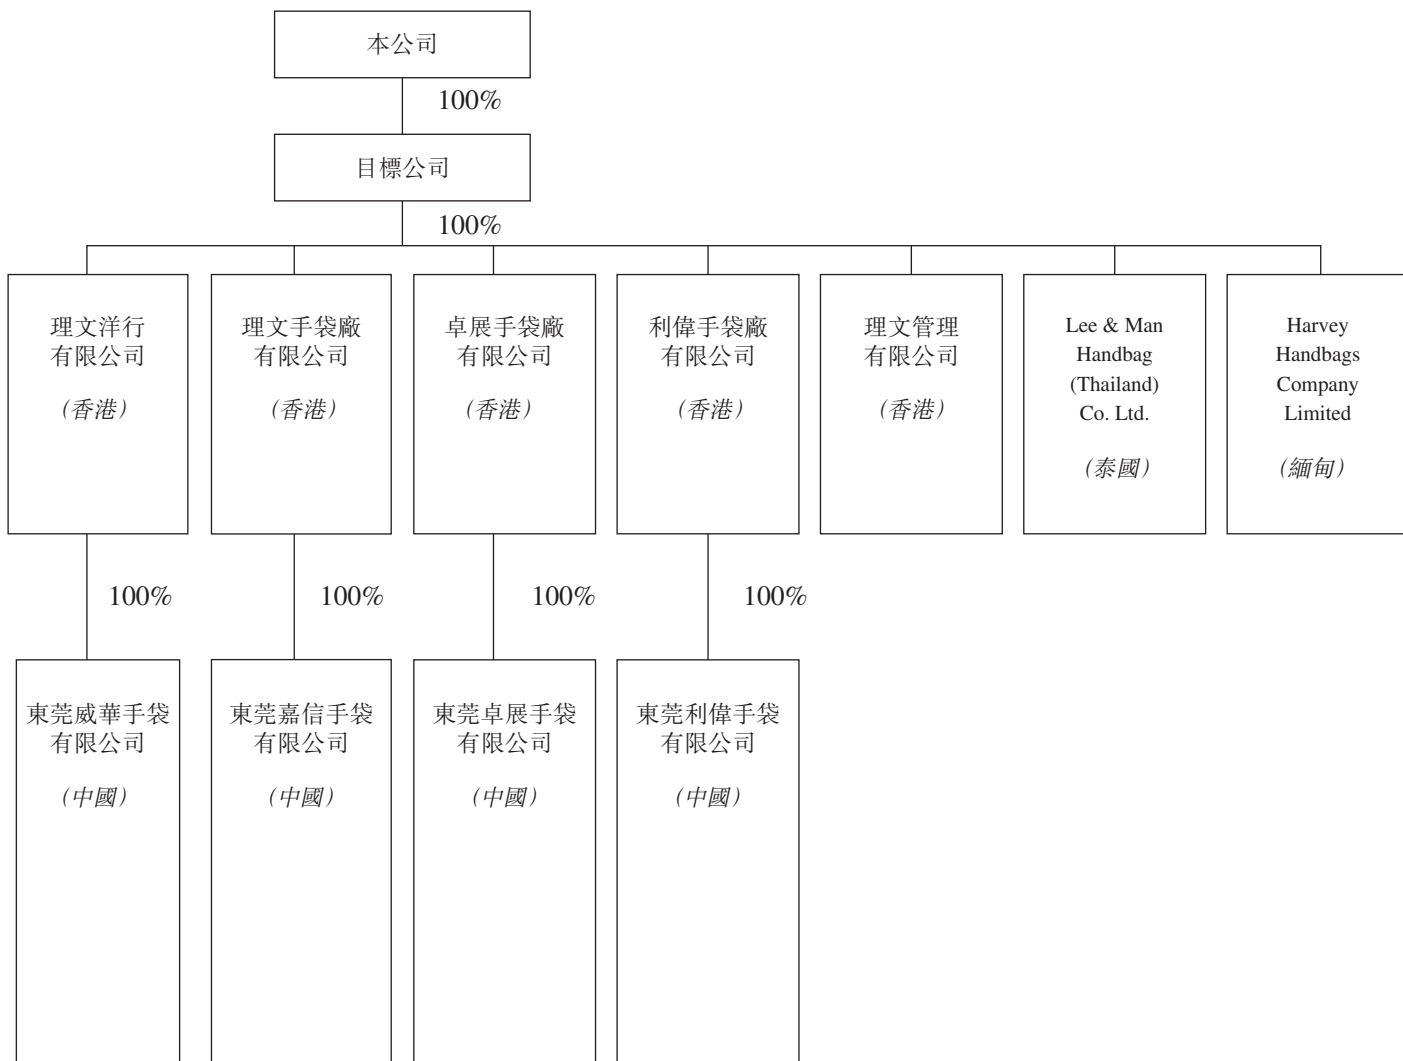 本公司
100%
目標公司
100%
理文洋行
有限公司
（香港）
理文手袋廠
有限公司
（香港）
卓展手袋廠
有限公司
（香港）
利偉手袋廠
有限公司
（香港）
理文管理
有限公司
（香港）
Lee & Man
Handbag
(Thailand)
Co. Ltd.
（泰國）
Harvey
Handbags
Company
Limited
（緬甸）
100%
100%
100%
100%
東莞威華手袋
有限公司
（中國）
東莞嘉信手袋
有限公司
（中國）
東莞卓展手袋
有限公司
（中國）
東莞利偉手袋
有限公司
（中國）